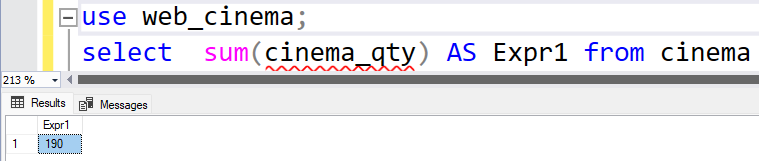 use web_cinema;
select  sum(cinema_qty) AS Expr1 from cinema
213 %
Results Messages
Expr1
1 190